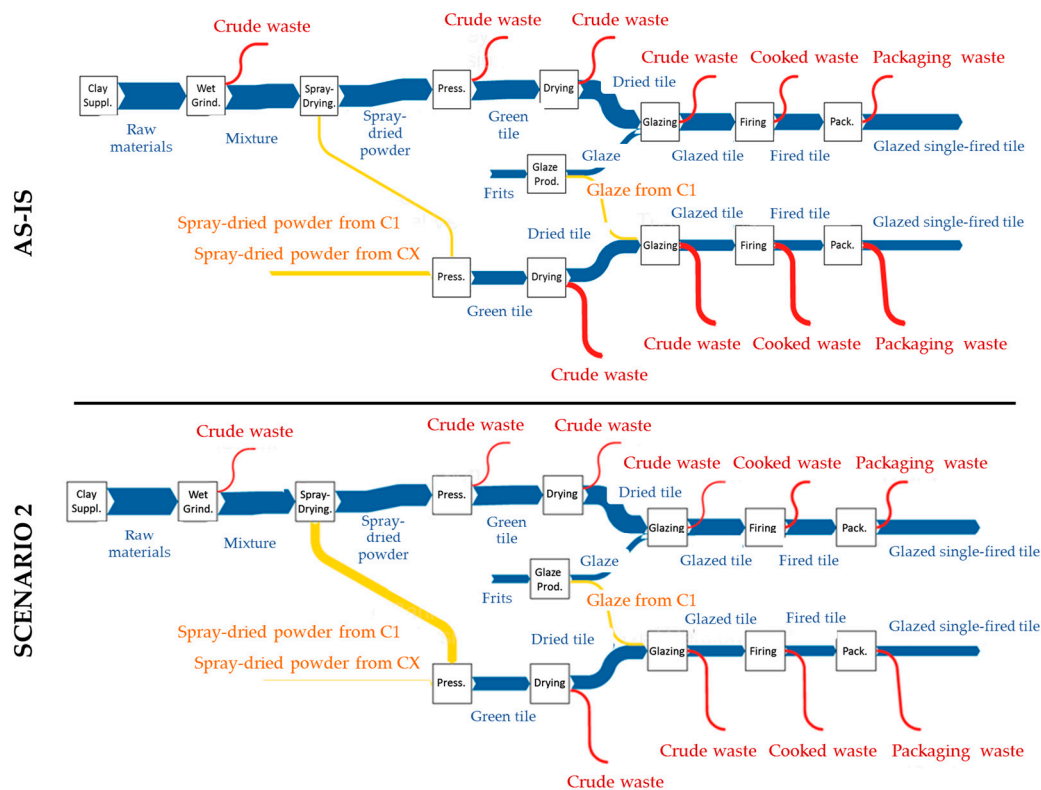 AS-IS
Crude waste
Crude waste
Crude waste
Crude waste
Cooked waste
Packaging waste
Dried tile
Clay
Suppl.
Wet
Grind.
Spray-
Drying.
Press.
Drying
Glazing
Firing
Pack.
Raw
materials
Mixture
Spray-
dried
powder
Green
tile
Glaze
Glazed tile
Fired tile
Glazed single-fired tile
Frits
Glaze
Prod.
Glaze from C1
Spray-dried powder from C1
Spray-dried powder from CX
Dried tile
Glazed tile
Fired tile
Glazed single-fired tile
Press.
Drying
Glazing
Firing
Pack.
Green tile
Crude waste
Crude waste
Cooked waste
Packaging waste
SCENARIO 2
Crude waste
Crude waste
Crude waste
Crude waste
Cooked waste
Packaging waste
Dried tile
Clay
Suppl.
Wet
Grind.
Spray-
Drying.
Press.
Drying
Glazing
Firing
Pack.
Raw
materials
Mixture
Spray-
dried
powder
Green
tile
Glaze
Glazed tile
Fired tile
Glazed single-fired tile
Frits
Glaze
Prod.
Glaze from C1
Spray-dried powder from C1
Spray-dried powder from CX
Dried tile
Glazed tile
Fired tile
Glazed single-fired tile
Press.
Drying
Glazing
Firing
Pack.
Green tile
Crude waste
Crude waste
Cooked waste
Packaging waste